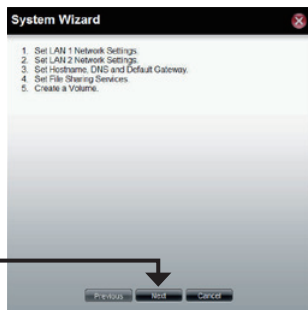 System Wizard
1. Set LAN 1 Network Settings.
2. Set LAN 2 Network Settings.
3. Set Hostname, DNS and Default Gateway.
4. Set File Sharing Services.
5. Create a Volume.
Previous Next Cancel